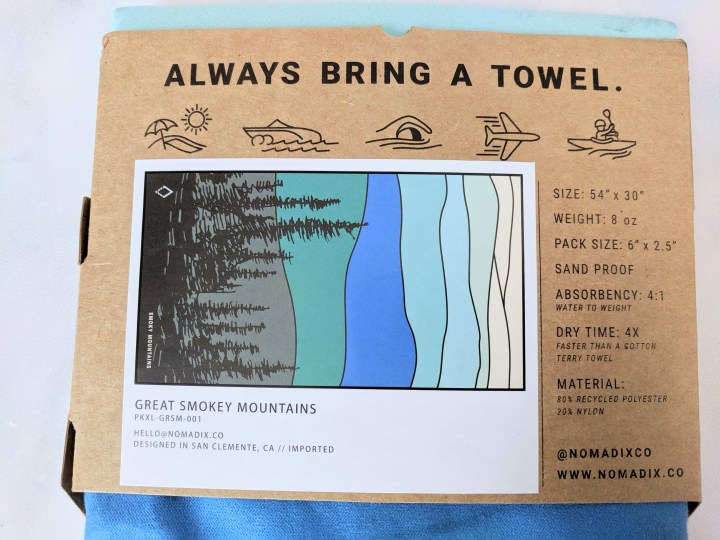 ALWAYS BRING A TOWEL.
SMOKY MOUNTAINS
GREAT SMOKEY MOUNTAINS
PKXL-GRSM-001
HELLO@NOMADIX.CO
DESIGNED IN SAN CLEMENTE, CA // IMPORTED
SIZE: 54" x 30"
WEIGHT: 8 oz
PACK SIZE: 6" x 2.5"
SAND PROOF
ABSORBENCY: 4:1
WATER TO WEIGHT
DRY TIME: 4X
FASTER THAN A COTTON
TERRY TOWEL
MATERIAL:
80% RECYCLED POLYESTER
20% NYLON
@NOMADIXCO
WWW.NOMADIX.CO